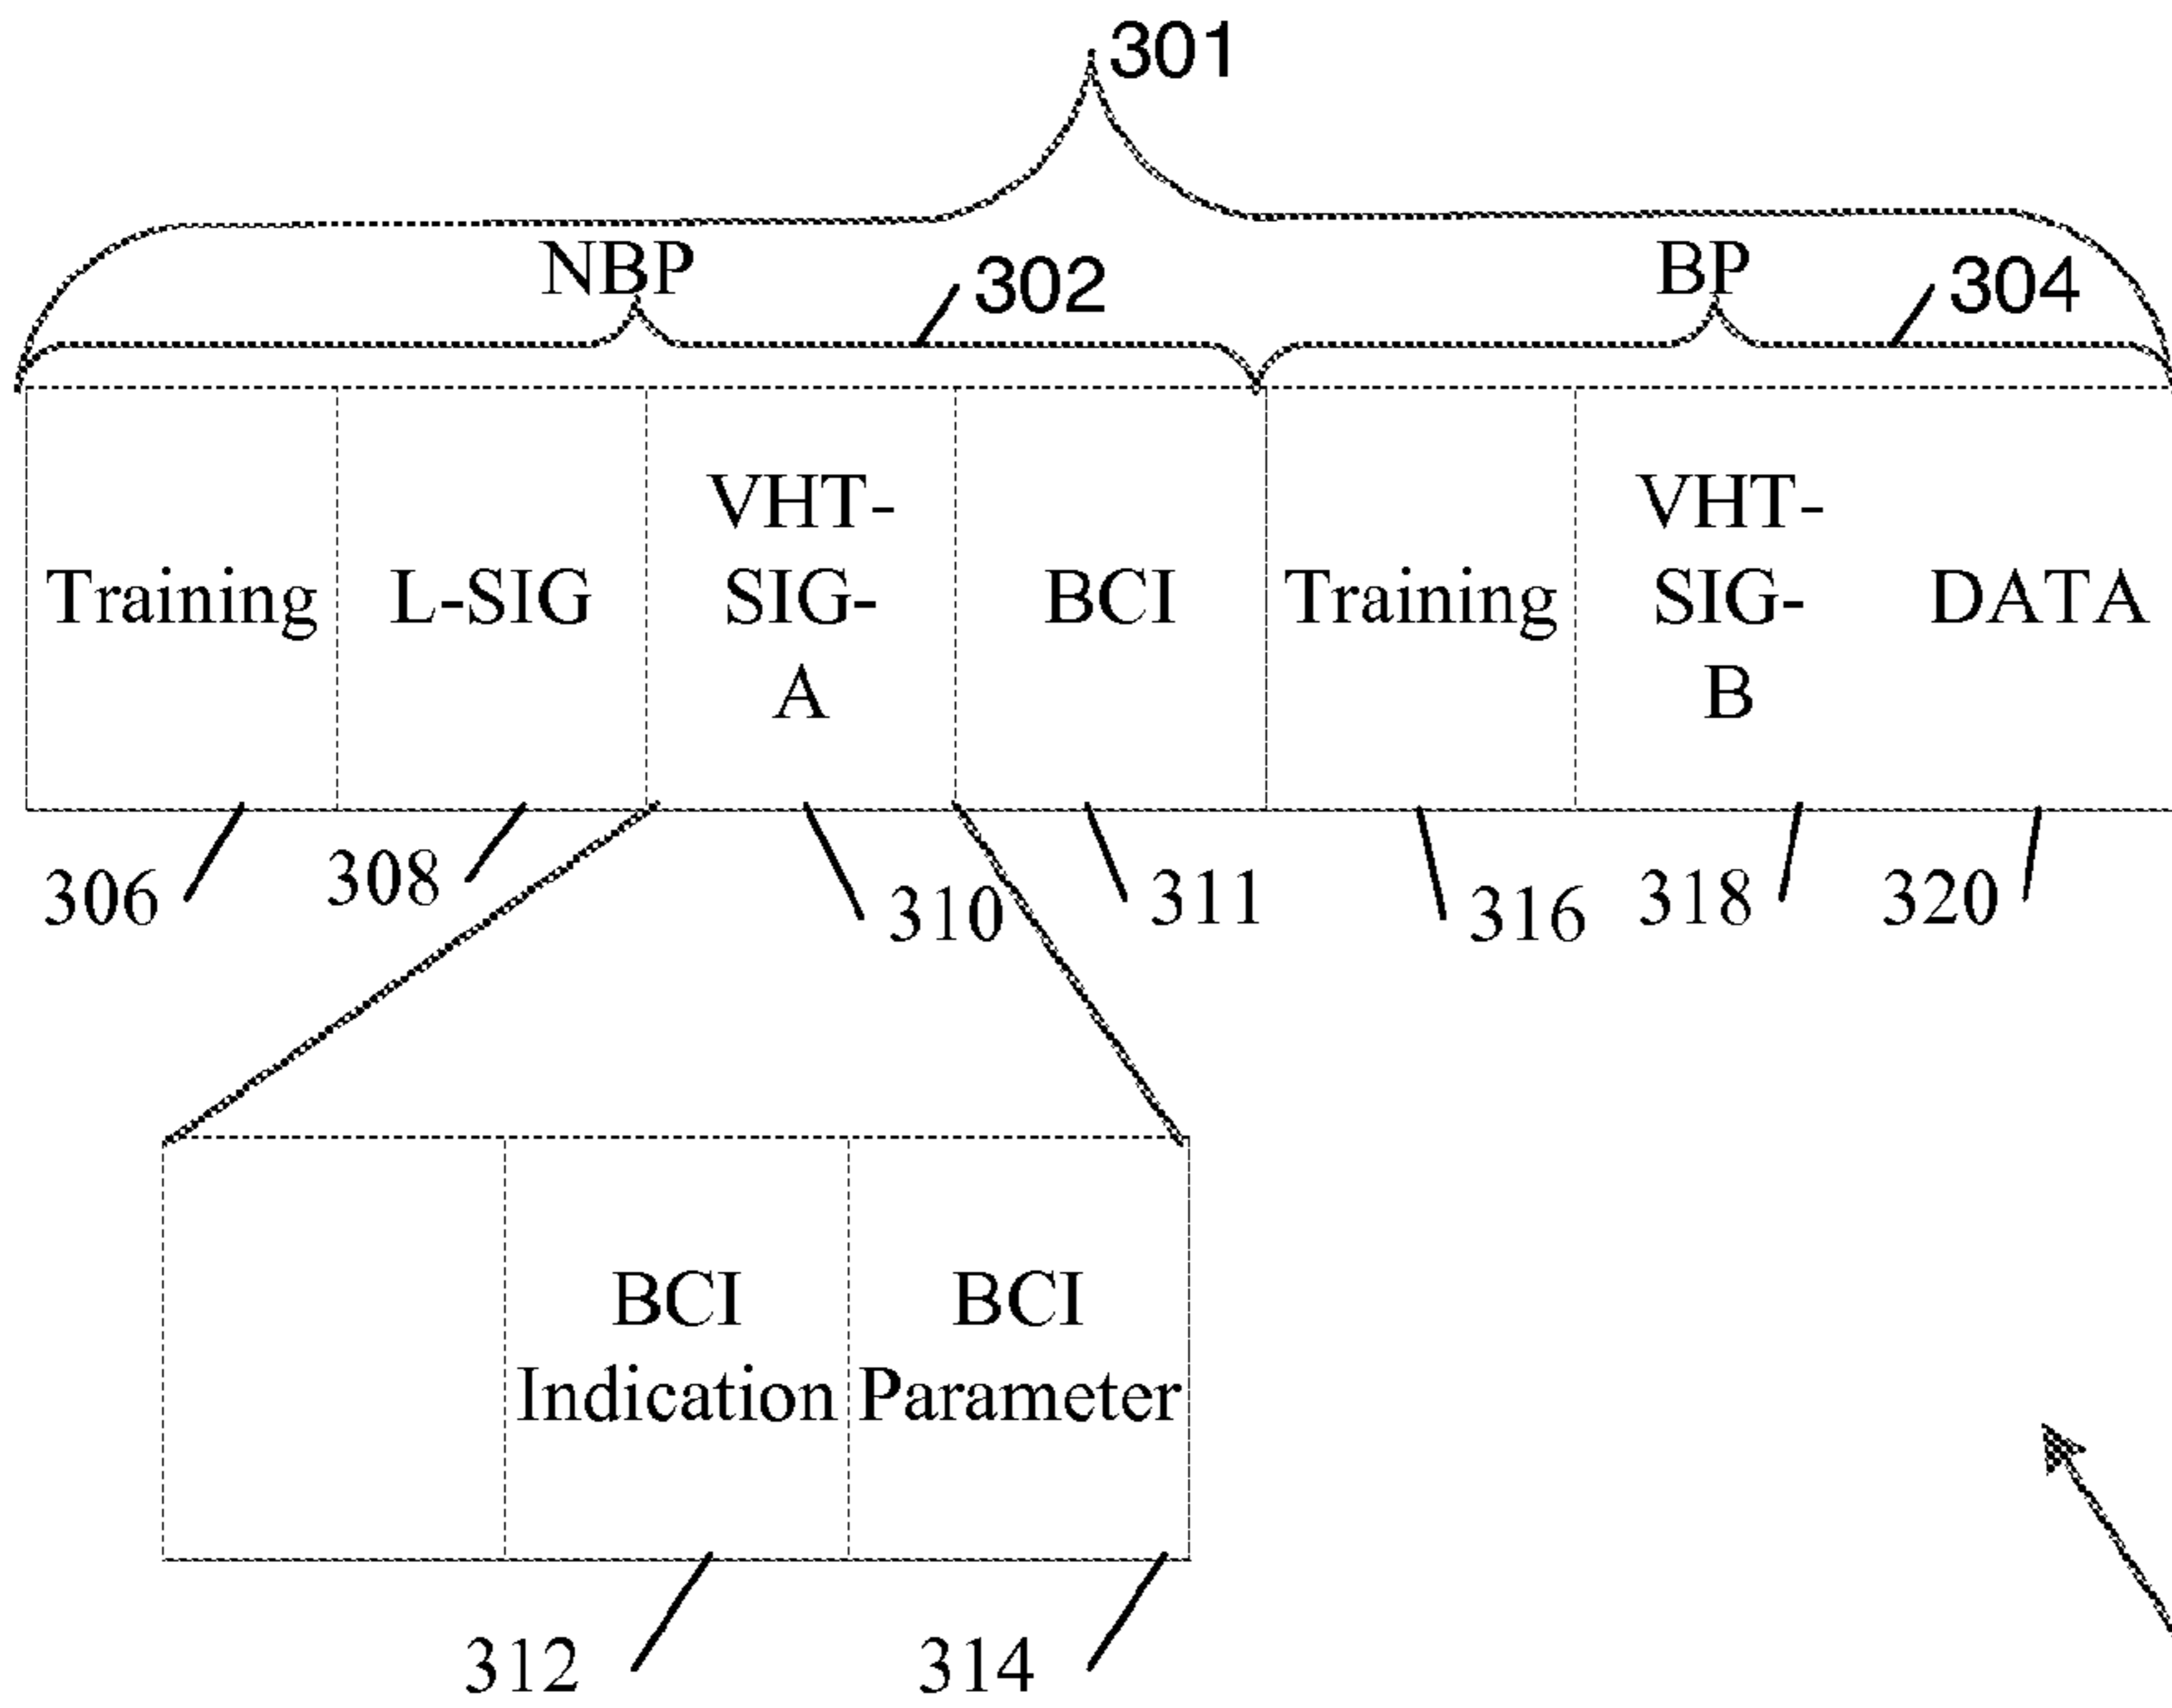 301
NBP
302
BP
304
Training
L-SIG
VHT-
SIG-
A
BCI
Training
VHT-
SIG-
B
DATA
306
308
310
311
316
318
320
BCI
Indication
BCI
Parameter
312
314